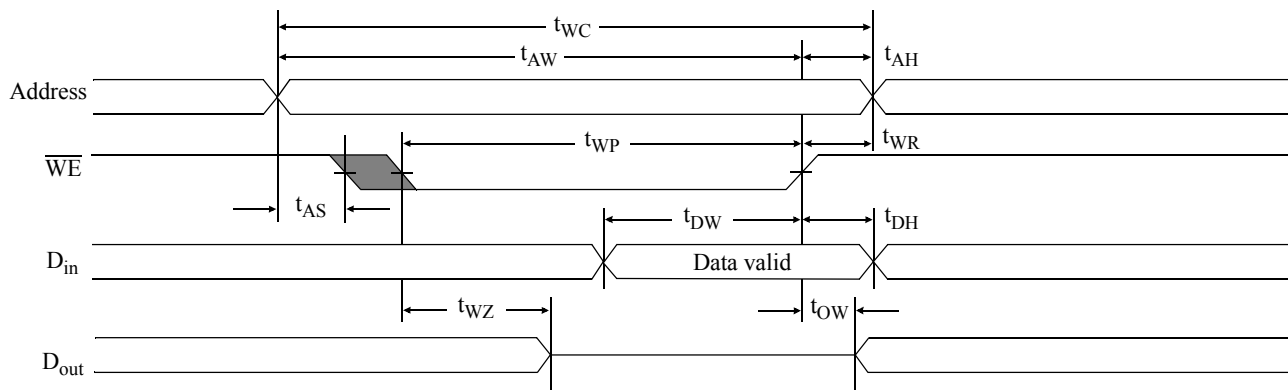 tWC
tAW
tAH
Address
tWP
tWR
WE
tAS
tDW
tDH
Din
Data valid
tWZ
tOW
Dout